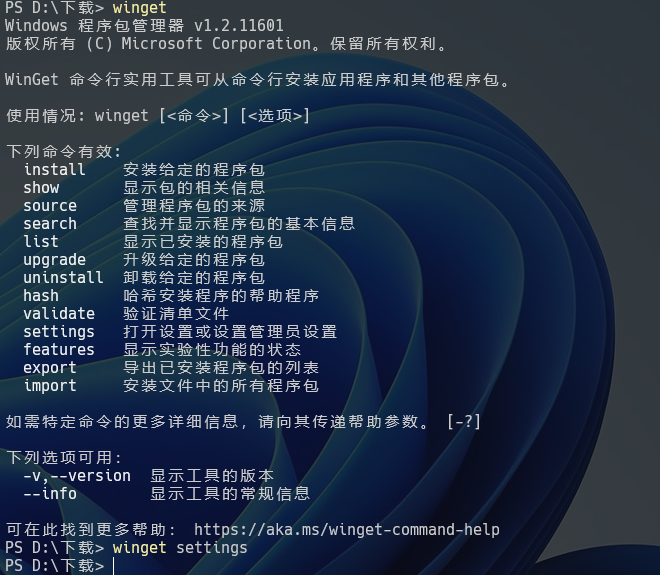 PS D:\下载> winget
Windows 程序包管理器 v1.2.11601
版权所有 (C) Microsoft Corporation。保留所有权利。
WinGet 命令行实用工具可从命令行安装应用程序和其他程序包。
使用情况: winget [<命令>] [<选项>]
下列命令有效:
install 安装给定的程序包
show 显示包的相关信息
source 管理程序包的来源
search 查找并显示程序包的基本信息
list 显示已安装的程序包
upgrade 升级给定的程序包
uninstall 卸载给定的程序包
hash 哈希安装程序的帮助程序
validate 验证清单文件
settings 打开设置或设置管理员设置
features 显示实验性功能的状态
export 导出已安装程序包的列表
import 安装文件中的所有程序包
如需特定命令的更多详细信息，请向其传递帮助参数。 [-?]
下列选项可用:
-v,--version 显示工具的版本
--info 显示工具的常规信息
可在此找到更多帮助: https://aka.ms/winget-command-help
PS D:\下载> winget settings
PS D:\下载>